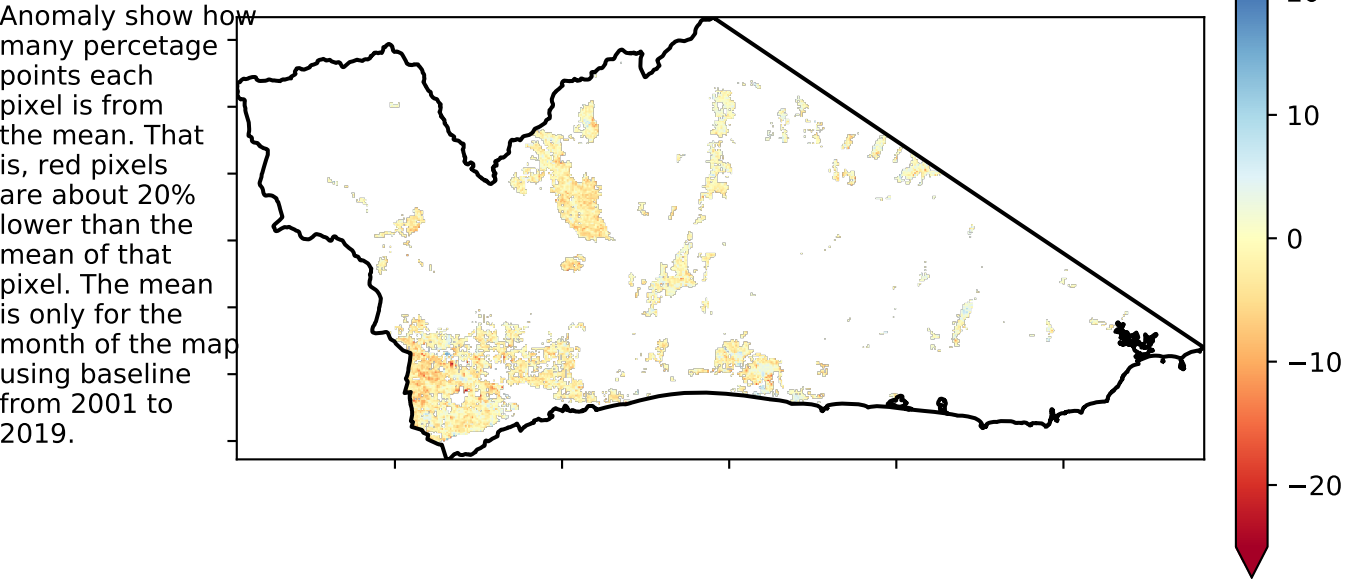 Anomaly show how
many percetage
points each
pixel is from
the mean. That
is, red pixels
are about 20%
lower than the
mean of that
pixel. The mean
is only for the
month of the map
using baseline
from 2001 to
2019.
20
10
0
−10
−20